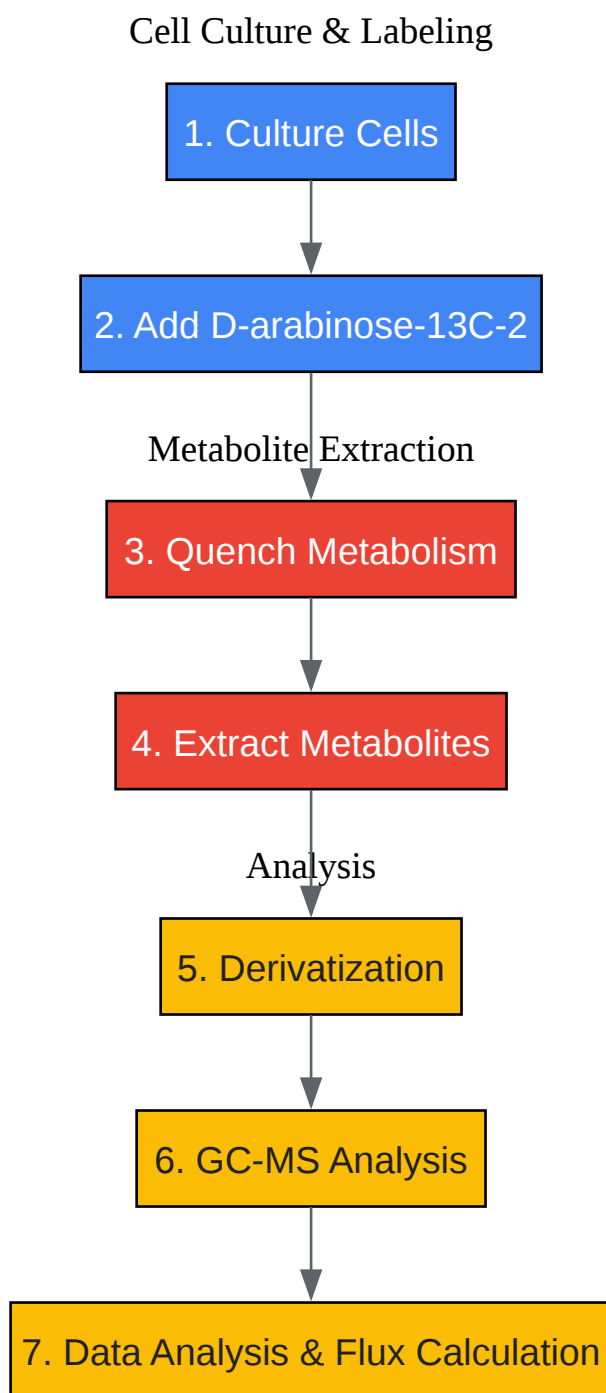 Cell Culture & Labeling
1. Culture Cells
2. Add D-arabinose-13C-2
Metabolite Extraction
3. Quench Metabolism
4. Extract Metabolites
Analysis
5. Derivatization
6. GC-MS Analysis
7. Data Analysis & Flux Calculation